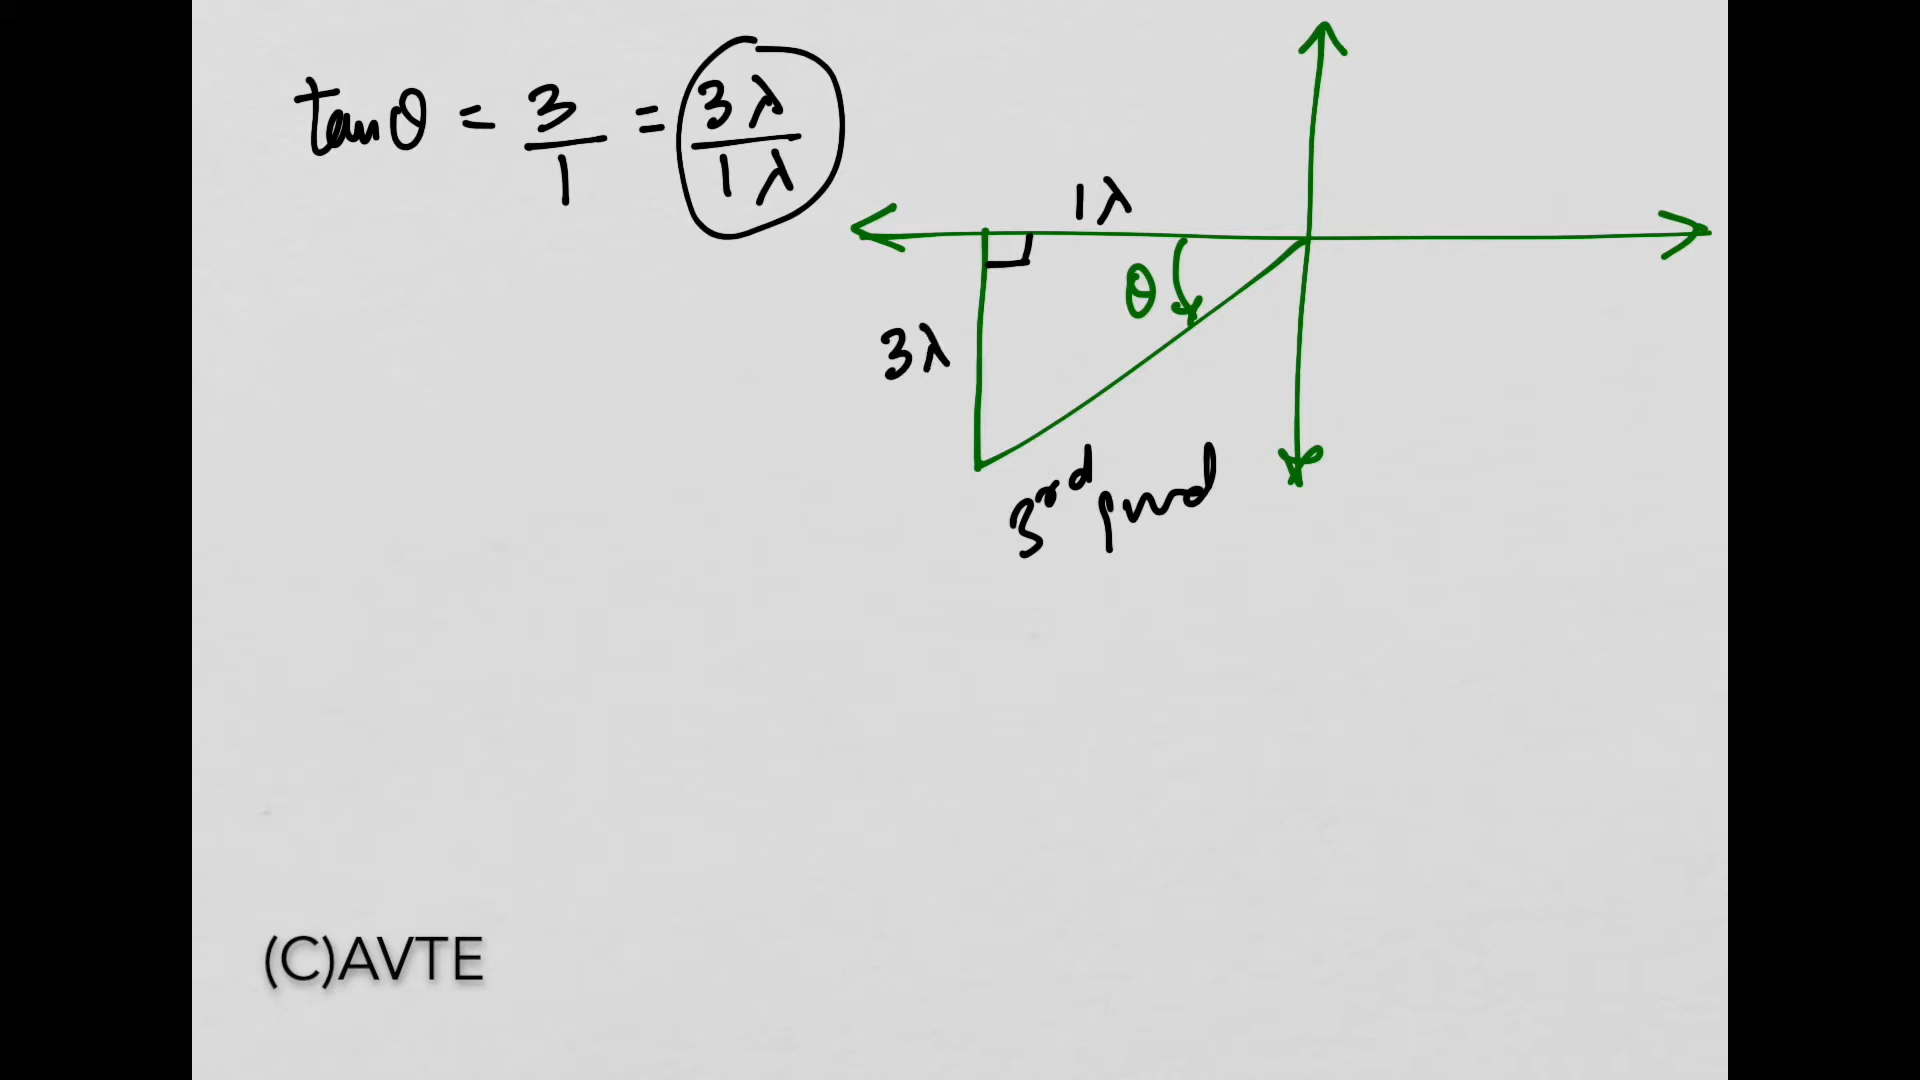 tanθ = 3/1 = 3λ/1λ
1λ
θ
3λ
3rd quad
(C)AVTE